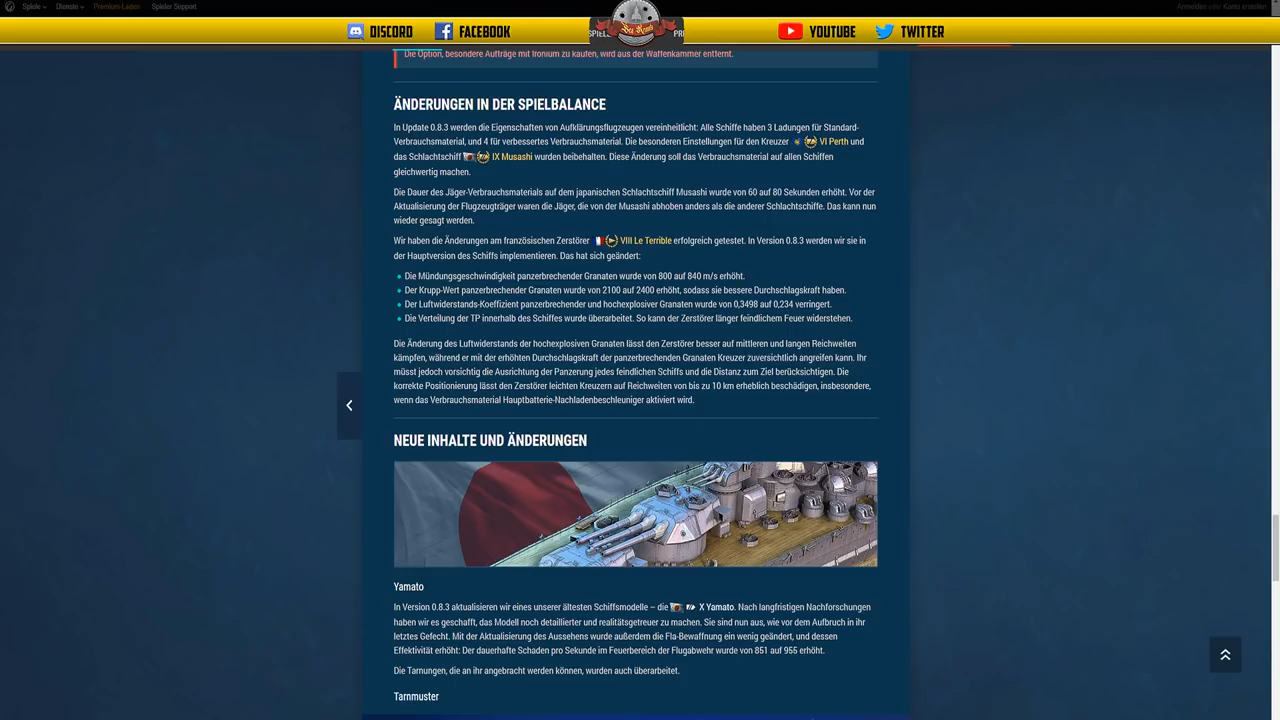 Spiele
Dienste
Premium-Laden
Spieler Support
Anmelden oder Konto erstellen
DISCORD
FACEBOOK
YOUTUBE
TWITTER
Die Option, besondere Aufträge mit Ironium zu kaufen, wird aus der Waffenkammer entfernt.
ÄNDERUNGEN IN DER SPIELBALANCE
In Update 0.8.3 werden die Eigenschaften von Aufklärungsflugzeugen vereinheitlicht: Alle Schiffe haben 3 Ladungen für Standard-
Verbrauchsmaterial, und 4 für verbessertes Verbrauchsmaterial. Die besonderen Einstellungen für den Kreuzer VI Perth und
das Schlachtschiff IX Musashi wurden beibehalten. Diese Änderung soll das Verbrauchsmaterial auf allen Schiffen
gleichwertig machen.
Die Dauer des Jäger-Verbrauchsmaterials auf dem japanischen Schlachtschiff Musashi wurde von 60 auf 80 Sekunden erhöht. Vor der
Aktualisierung der Flugzeugträger waren die Jäger, die von der Musashi abhoben anders als die anderer Schlachtschiffe. Das kann nun
wieder gesagt werden.
Wir haben die Änderungen am französischen Zerstörer VIII Le Terrible erfolgreich getestet. In Version 0.8.3 werden wir sie in
der Hauptversion des Schiffs implementieren. Das hat sich geändert:
Die Mündungsgeschwindigkeit panzerbrechender Granaten wurde von 800 auf 840 m/s erhöht.
Der Krupp-Wert panzerbrechender Granaten wurde von 2100 auf 2400 erhöht, sodass sie bessere Durchschlagskraft haben.
Der Luftwiderstands-Koeffizient panzerbrechender und hochexplosiver Granaten wurde von 0,3498 auf 0,234 verringert.
Die Verteilung der TP innerhalb des Schiffes wurde überarbeitet. So kann der Zerstörer länger feindlichem Feuer widerstehen.
Die Änderung des Luftwiderstands der hochexplosiven Granaten lässt den Zerstörer besser auf mittleren und langen Reichweiten
kämpfen, während er mit der erhöhten Durchschlagskraft der panzerbrechenden Granaten Kreuzer zuversichtlich angreifen kann. Ihr
müsst jedoch vorsichtig die Ausrichtung der Panzerung jedes feindlichen Schiffs und die Distanz zum Ziel berücksichtigen. Die
korrekte Positionierung lässt den Zerstörer leichten Kreuzern auf Reichweiten von bis zu 10 km erheblich beschädigen, insbesondere,
wenn das Verbrauchsmaterial Hauptbatterie-Nachladenbeschleuniger aktiviert wird.
NEUE INHALTE UND ÄNDERUNGEN
Yamato
In Version 0.8.3 aktualisieren wir eines unserer ältesten Schiffsmodelle – die X Yamato. Nach langfristigen Nachforschungen
haben wir es geschafft, das Modell noch detaillierter und realitätsgetreuer zu machen. Sie sind nun aus, wie vor dem Aufbruch in ihr
letztes Gefecht. Mit der Aktualisierung des Aussehens wurde außerdem die Fla-Bewaffnung ein wenig geändert, und dessen
Effektivität erhöht: Der dauerhafte Schaden pro Sekunde im Feuerbereich der Flugabwehr wurde von 851 auf 955 erhöht.
Die Tarnungen, die an ihr angebracht werden können, wurden auch überarbeitet.
Tarnmuster